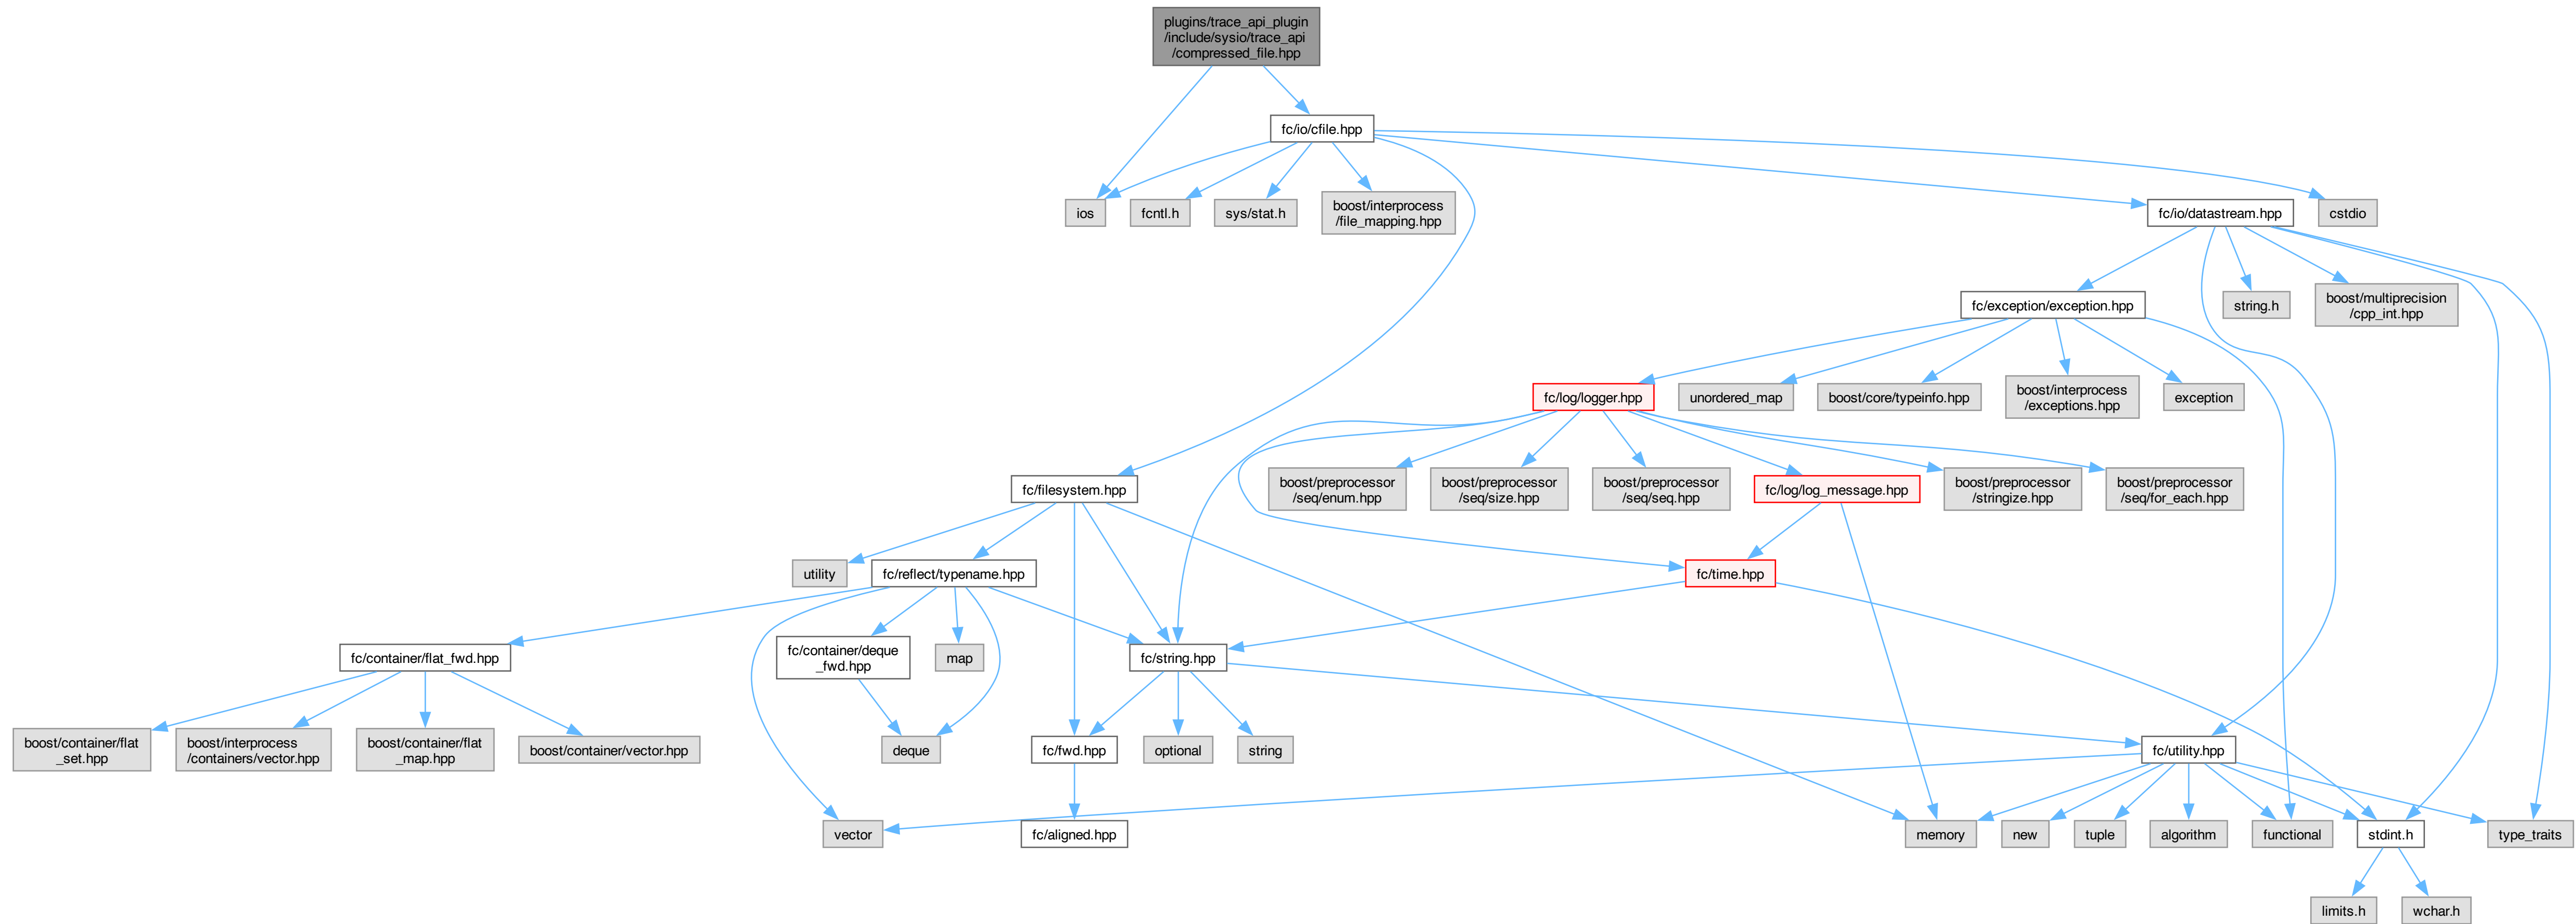 plugins/trace_api_plugin
/include/sysio/trace_api
/compressed_file.hpp
fc/io/cfile.hpp
ios
fcntl.h
sys/stat.h
boost/interprocess
/file_mapping.hpp
fc/io/datastream.hpp
cstdio
fc/exception/exception.hpp
string.h
boost/multiprecision
/cpp_int.hpp
fc/log/logger.hpp
unordered_map
boost/core/typeinfo.hpp
boost/interprocess
/exceptions.hpp
exception
fc/filesystem.hpp
boost/preprocessor
/seq/enum.hpp
boost/preprocessor
/seq/size.hpp
boost/preprocessor
/seq/seq.hpp
fc/log/log_message.hpp
boost/preprocessor
/stringize.hpp
boost/preprocessor
/seq/for_each.hpp
utility
fc/reflect/typename.hpp
fc/time.hpp
fc/container/flat_fwd.hpp
fc/container/deque
_fwd.hpp
map
fc/string.hpp
boost/container/flat
_set.hpp
boost/interprocess
/containers/vector.hpp
boost/container/flat
_map.hpp
boost/container/vector.hpp
deque
fc/fwd.hpp
optional
string
fc/utility.hpp
vector
fc/aligned.hpp
memory
new
tuple
algorithm
functional
stdint.h
type_traits
limits.h
wchar.h